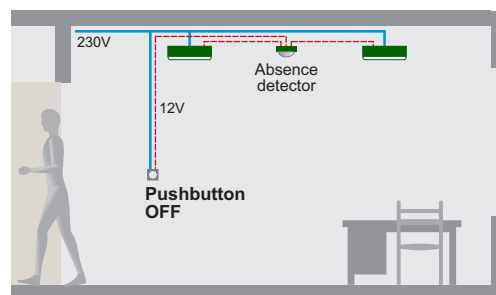 230V
Absence
detector
12V
Pushbutton
OFF